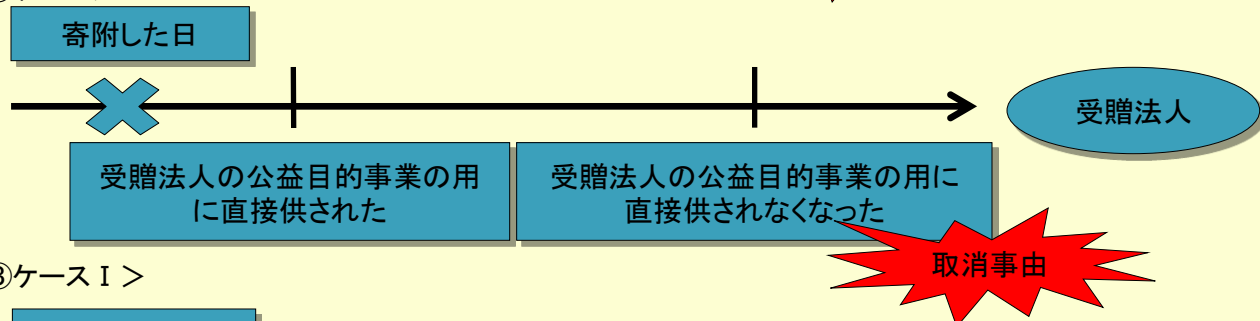 寄附した日
受贈法人
受贈法人の公益目的事業の用
に直接供された
受贈法人の公益目的事業の用に
直接供されなくなった
取消事由
③ケースⅠ>